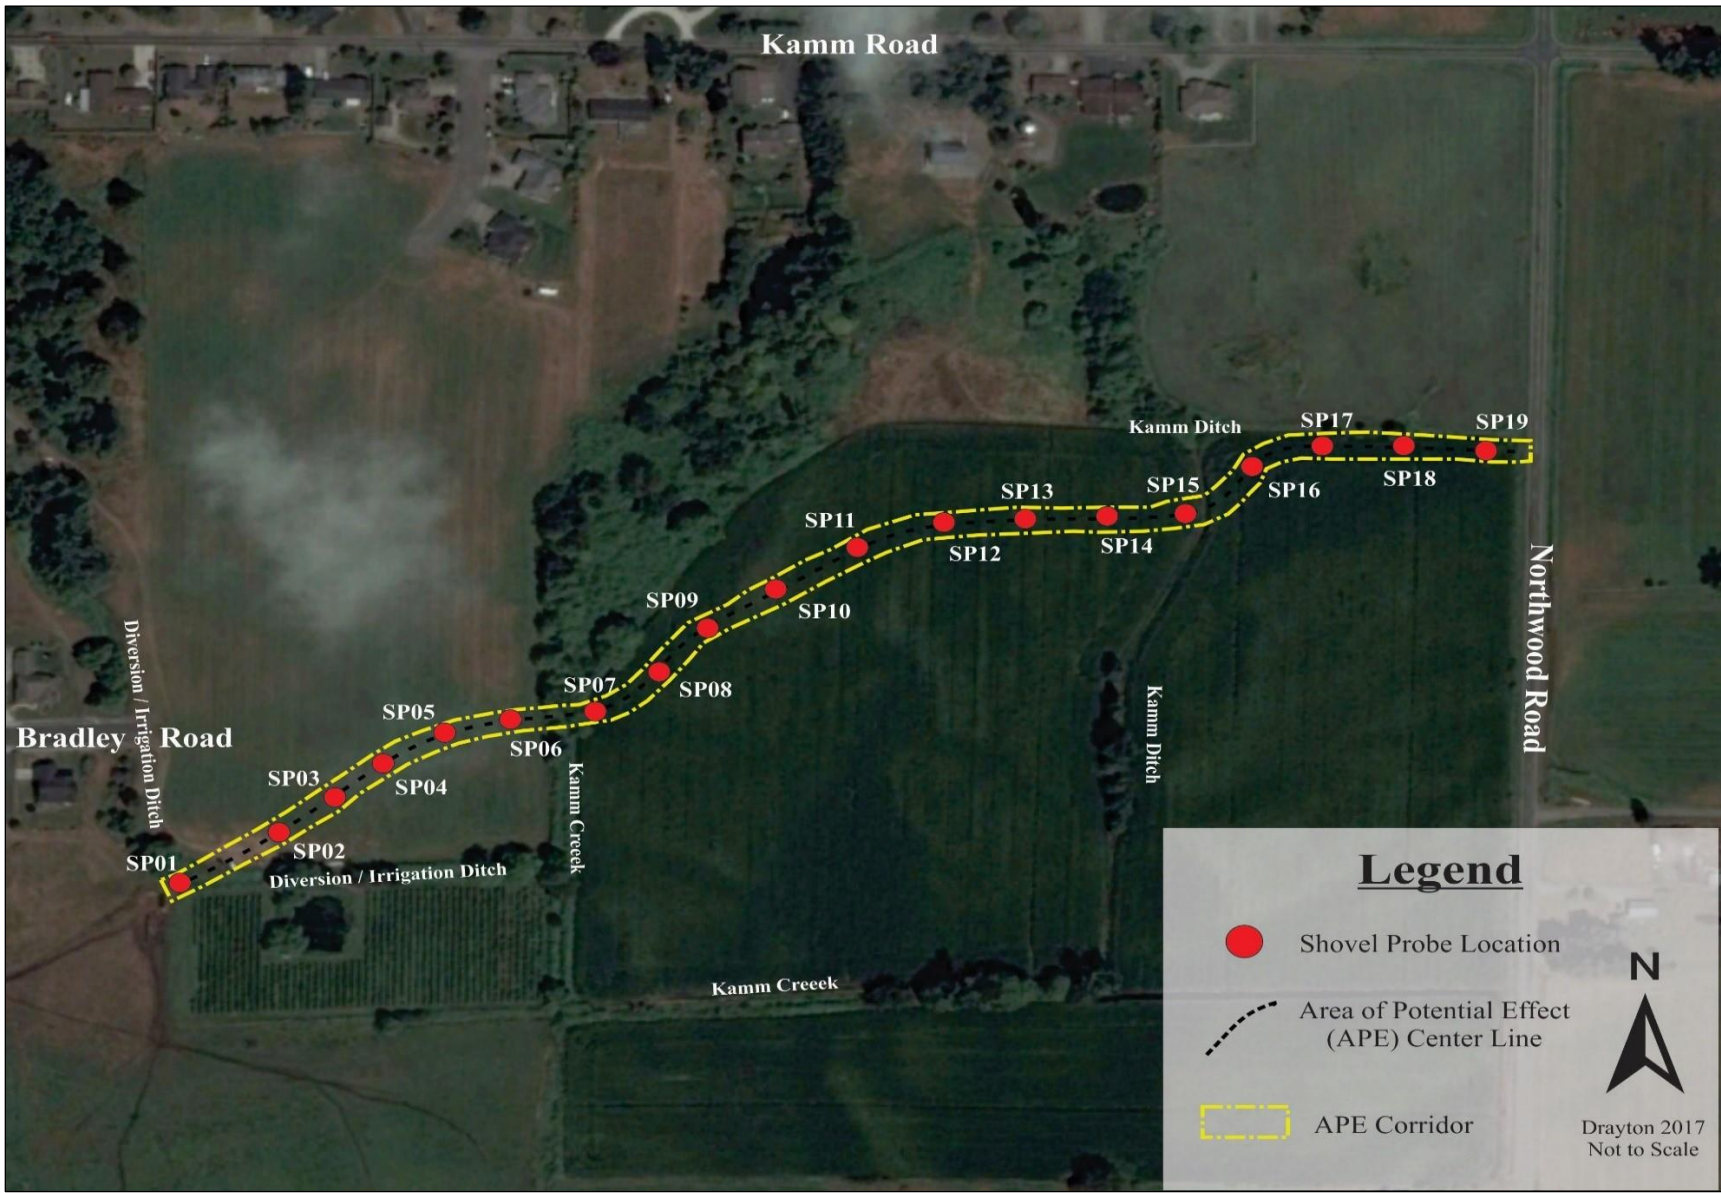 Kamm Road
SP17
SP19
Kamm Ditch
SP18
SP16
SP15
SP13
SP14
SP12
SP11
SP10
SP09
SP08
SP07
SP06
SP05
SP04
SP03
SP02
SP01
Northwood Road
Kamm Ditch
Diversion / Irrigation Ditch
Bradley Road
Kamm Creeek
Diversion / Irrigation Ditch
Kamm Creeek
Legend
Shovel Probe Location
Area of Potential Effect
(APE) Center Line
APE Corridor
N
Drayton 2017
Not to Scale